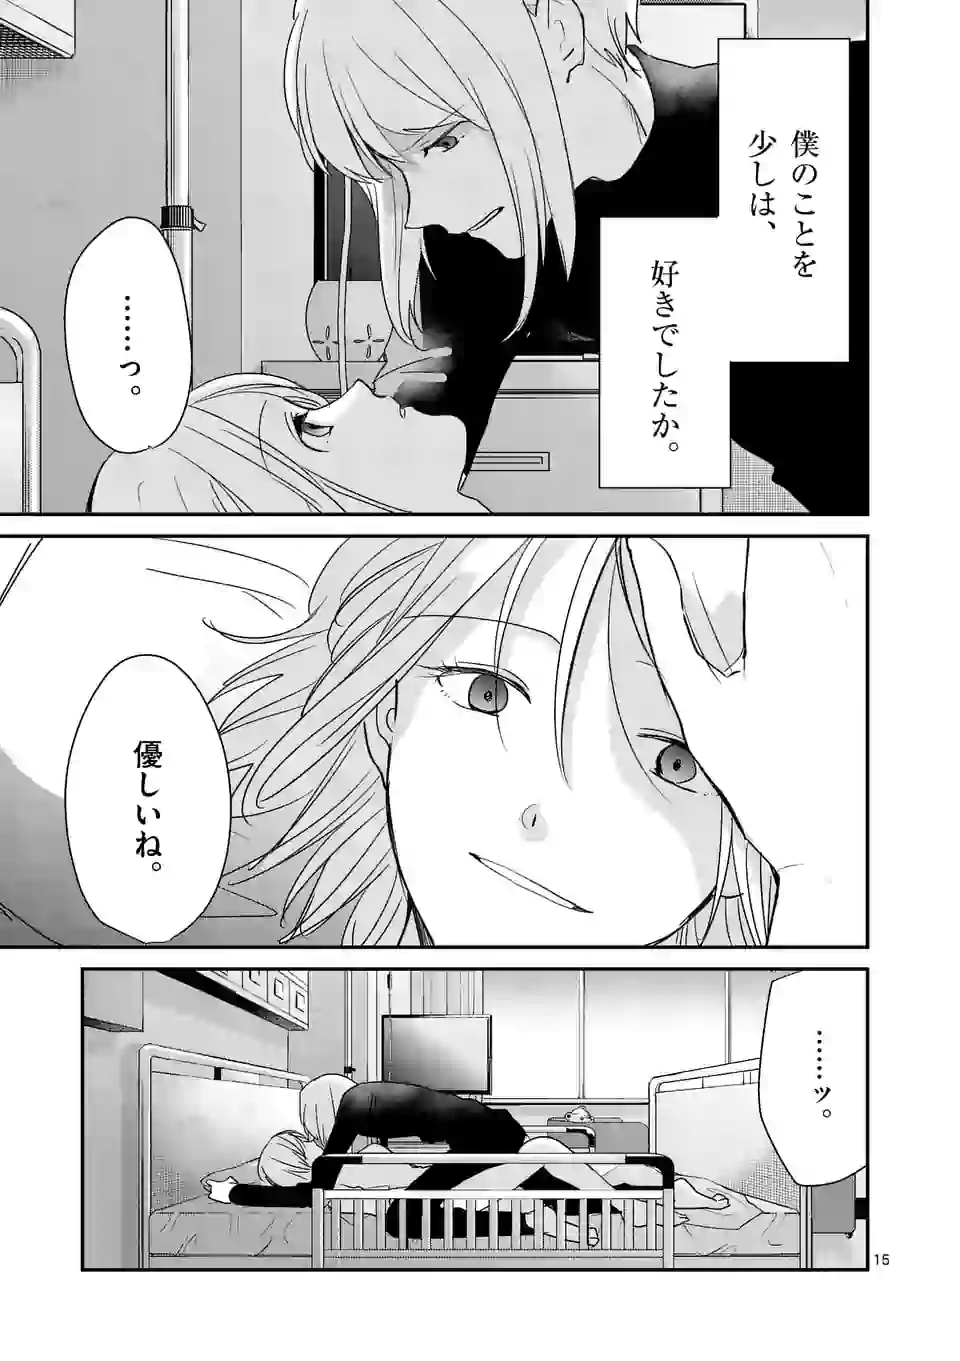 僕のことを
少しは、
好きでしたか。
……っ。
優しいね。
……ッ。
15